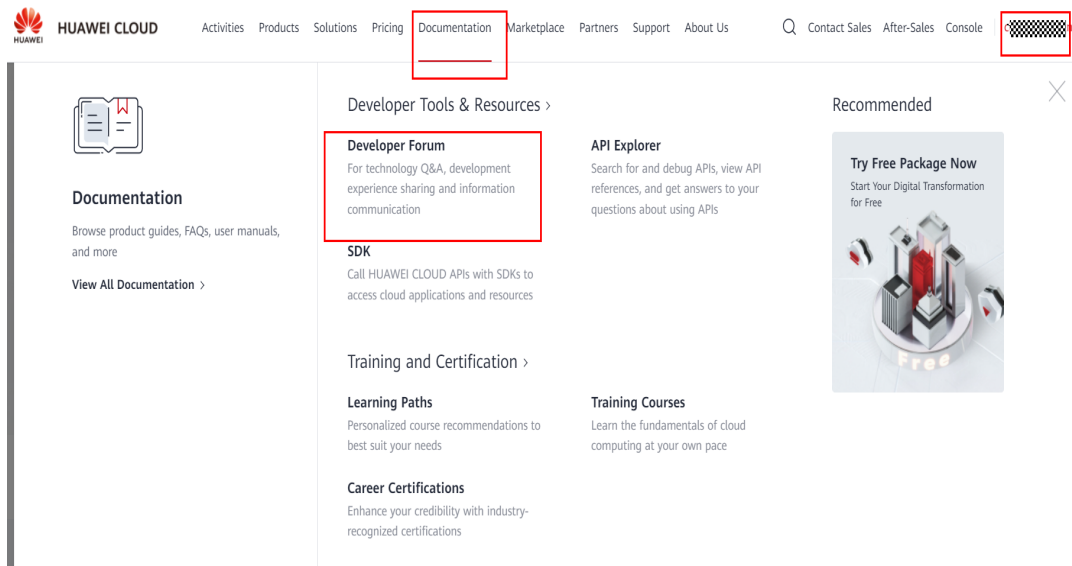 HUAWEI
HUAWEI CLOUD
Activities Products Solutions Pricing Documentation Marketplace Partners Support About Us Contact Sales After-Sales Console
Documentation
Browse product guides, FAQs, user manuals,
and more
View All Documentation >
Developer Tools & Resources >
Developer Forum
For technology Q&A, development
experience sharing and information
communication
API Explorer
Search for and debug APIs, view API
references, and get answers to your
questions about using APIs
SDK
Call HUAWEI CLOUD APIs with SDKs to
access cloud applications and resources
Training and Certification >
Learning Paths
Personalized course recommendations to
best suit your needs
Training Courses
Learn the fundamentals of cloud
computing at your own pace
Career Certifications
Enhance your credibility with industry-
recognized certifications
Recommended
Try Free Package Now
Start Your Digital Transformation
for Free
Free